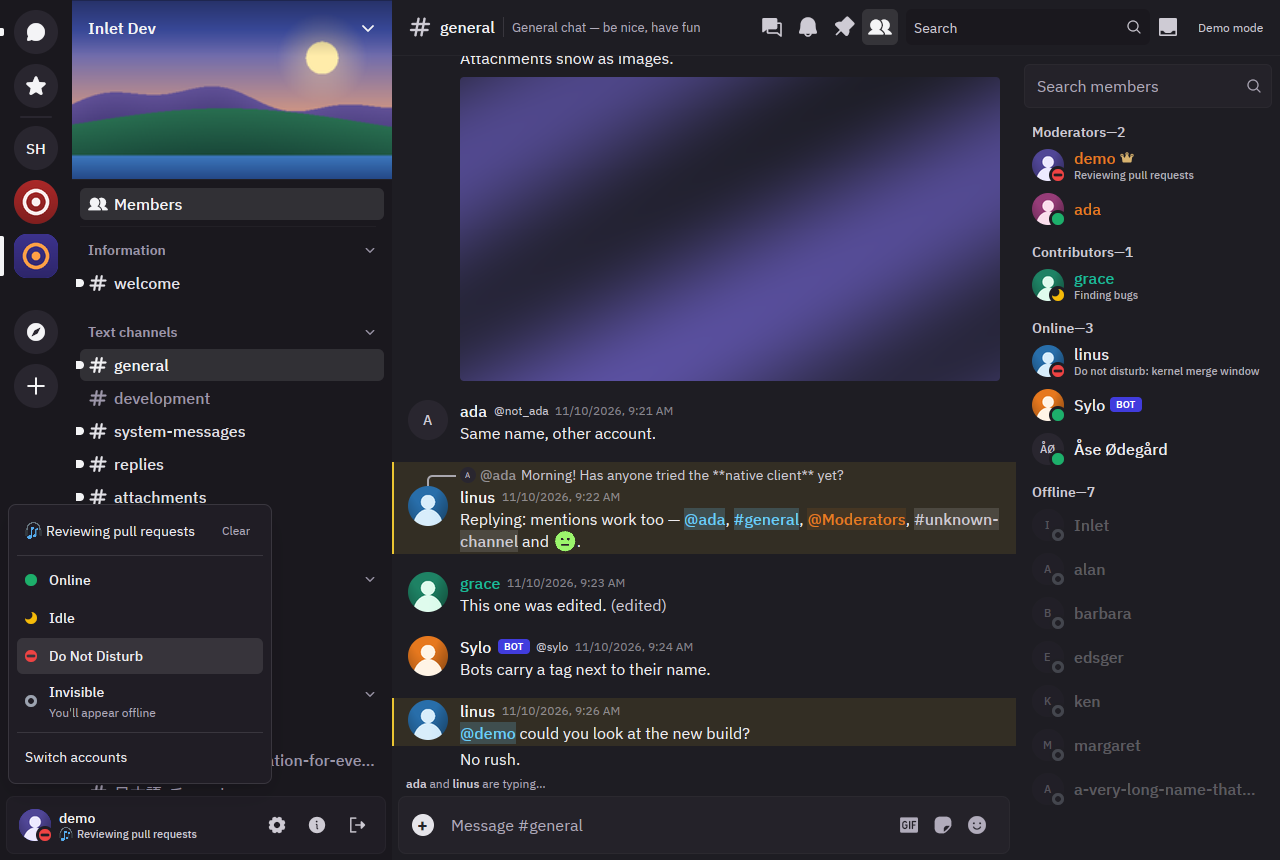 Inlet Dev
SH
Members
Information
welcome
Text channels
general
development
system-messages
replies
attachments
Reviewing pull requests
Clear
Online
Idle
Do Not Disturb
Invisible
You'll appear offline
Switch accounts
ation-for-eve...
demo
Reviewing pull requests
general
General chat — be nice, have fun
Search
Demo mode
Attachments show as images.
A
ada @not_ada 11/10/2026, 9:21 AM
Same name, other account.
A @ada Morning! Has anyone tried the **native client** yet?
linus 11/10/2026, 9:22 AM
Replying: mentions work too — @ada, #general, @Moderators, #unknown-
channel and .
grace 11/10/2026, 9:23 AM
This one was edited. (edited)
Sylo BOT @sylo 11/10/2026, 9:24 AM
Bots carry a tag next to their name.
linus 11/10/2026, 9:26 AM
@demo could you look at the new build?
No rush.
ada and linus are typing...
Message #general
GIF
Search members
Moderators—2
demo
Reviewing pull requests
ada
Contributors—1
grace
Finding bugs
Online—3
linus
Do not disturb: kernel merge window
Sylo BOT
ÅØ
Åse Ødegård
Offline—7
I
Inlet
A
alan
B
barbara
E
edsger
K
ken
M
margaret
A
a-very-long-name-that...